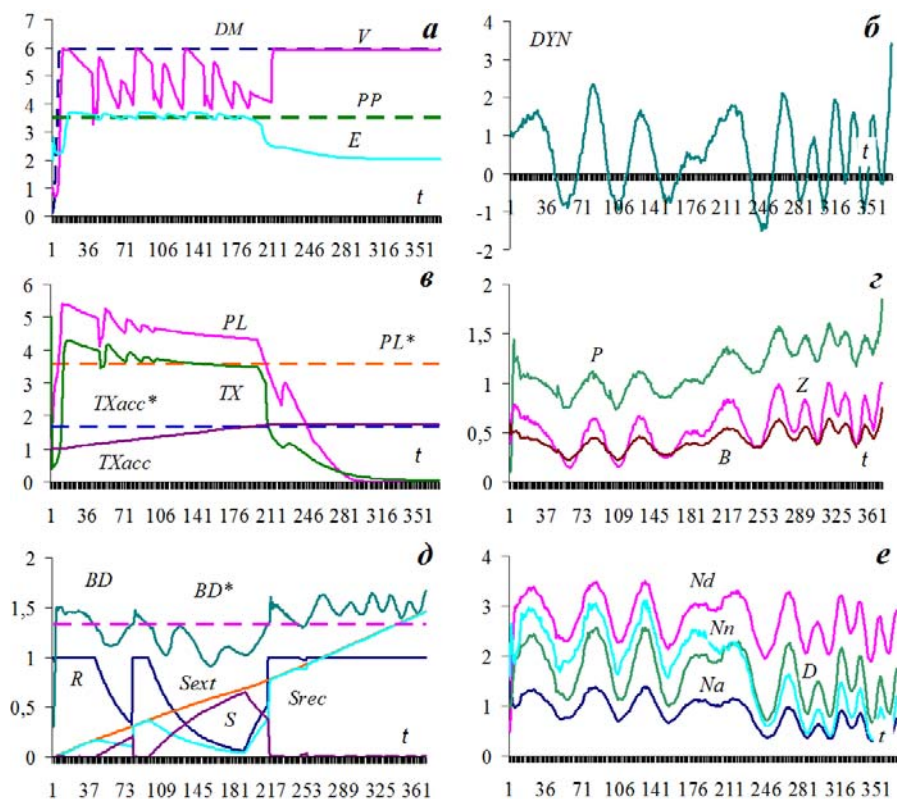 7
6
5
4
3
2
1
0
DM
V
а
PP
E
t
1 36 71 106 141 176 211 246 281 316 351
4
3
2
1
0
-1
-2
DYN
б
t
1 36 71 106 141 176 211 246 281 316 351
6
5
4
3
2
1
0
в
PL
PL*
TXacc*
TX
TXacc
t
1 36 71 106 141 176 211 246 281 316 351
2
1,5
1
0,5
0
г
P
Z
B
t
1 37 73 109 145 181 217 253 289 325 361
2
1,5
1
0,5
0
д
BD
BD*
R
Sext
S
Srec
t
1 37 73 109 145 181 217 253 289 325 361
4
3
2
1
0
е
Nd
Nn
D
Na
t
1 36 71 106 141 176 211 246 281 316 351